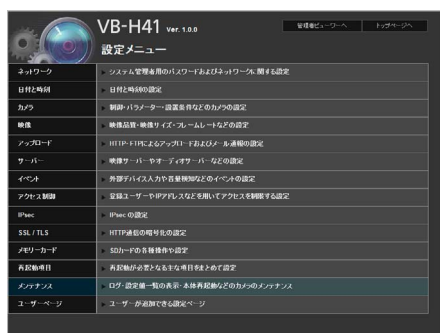 VB-H41 Ver. 1.0.0
管理者ビューワーへ
トップページへ
設定メニュー
ネットワーク
システム管理者用のパスワードおよびネットワークに関する設定
日付と時刻
日付と時刻の設定
カメラ
制御・パラメーター・設置条件などのカメラの設定
映像
映像品質・映像サイズ・フレームレートなどの設定
アップロード
HTTP・FTPによるアップロードおよびメール通報の設定
サーバー
映像サーバーやオーディオサーバーなどの設定
イベント
外部デバイス入力や音量検知などのイベントの設定
アクセス制御
登録ユーザーやIPアドレスなどを用いてアクセスを制限する設定
IPsec
IPsec の設定
SSL / TLS
HTTP通信の暗号化の設定
メモリーカード
SDカードの各種操作や設定
再起動項目
再起動が必要となる主な項目をまとめて設定
メンテナンス
ログ・設定値一覧の表示・本体再起動などのカメラのメンテナンス
ユーザーページ
ユーザーが追加できる設定ページ